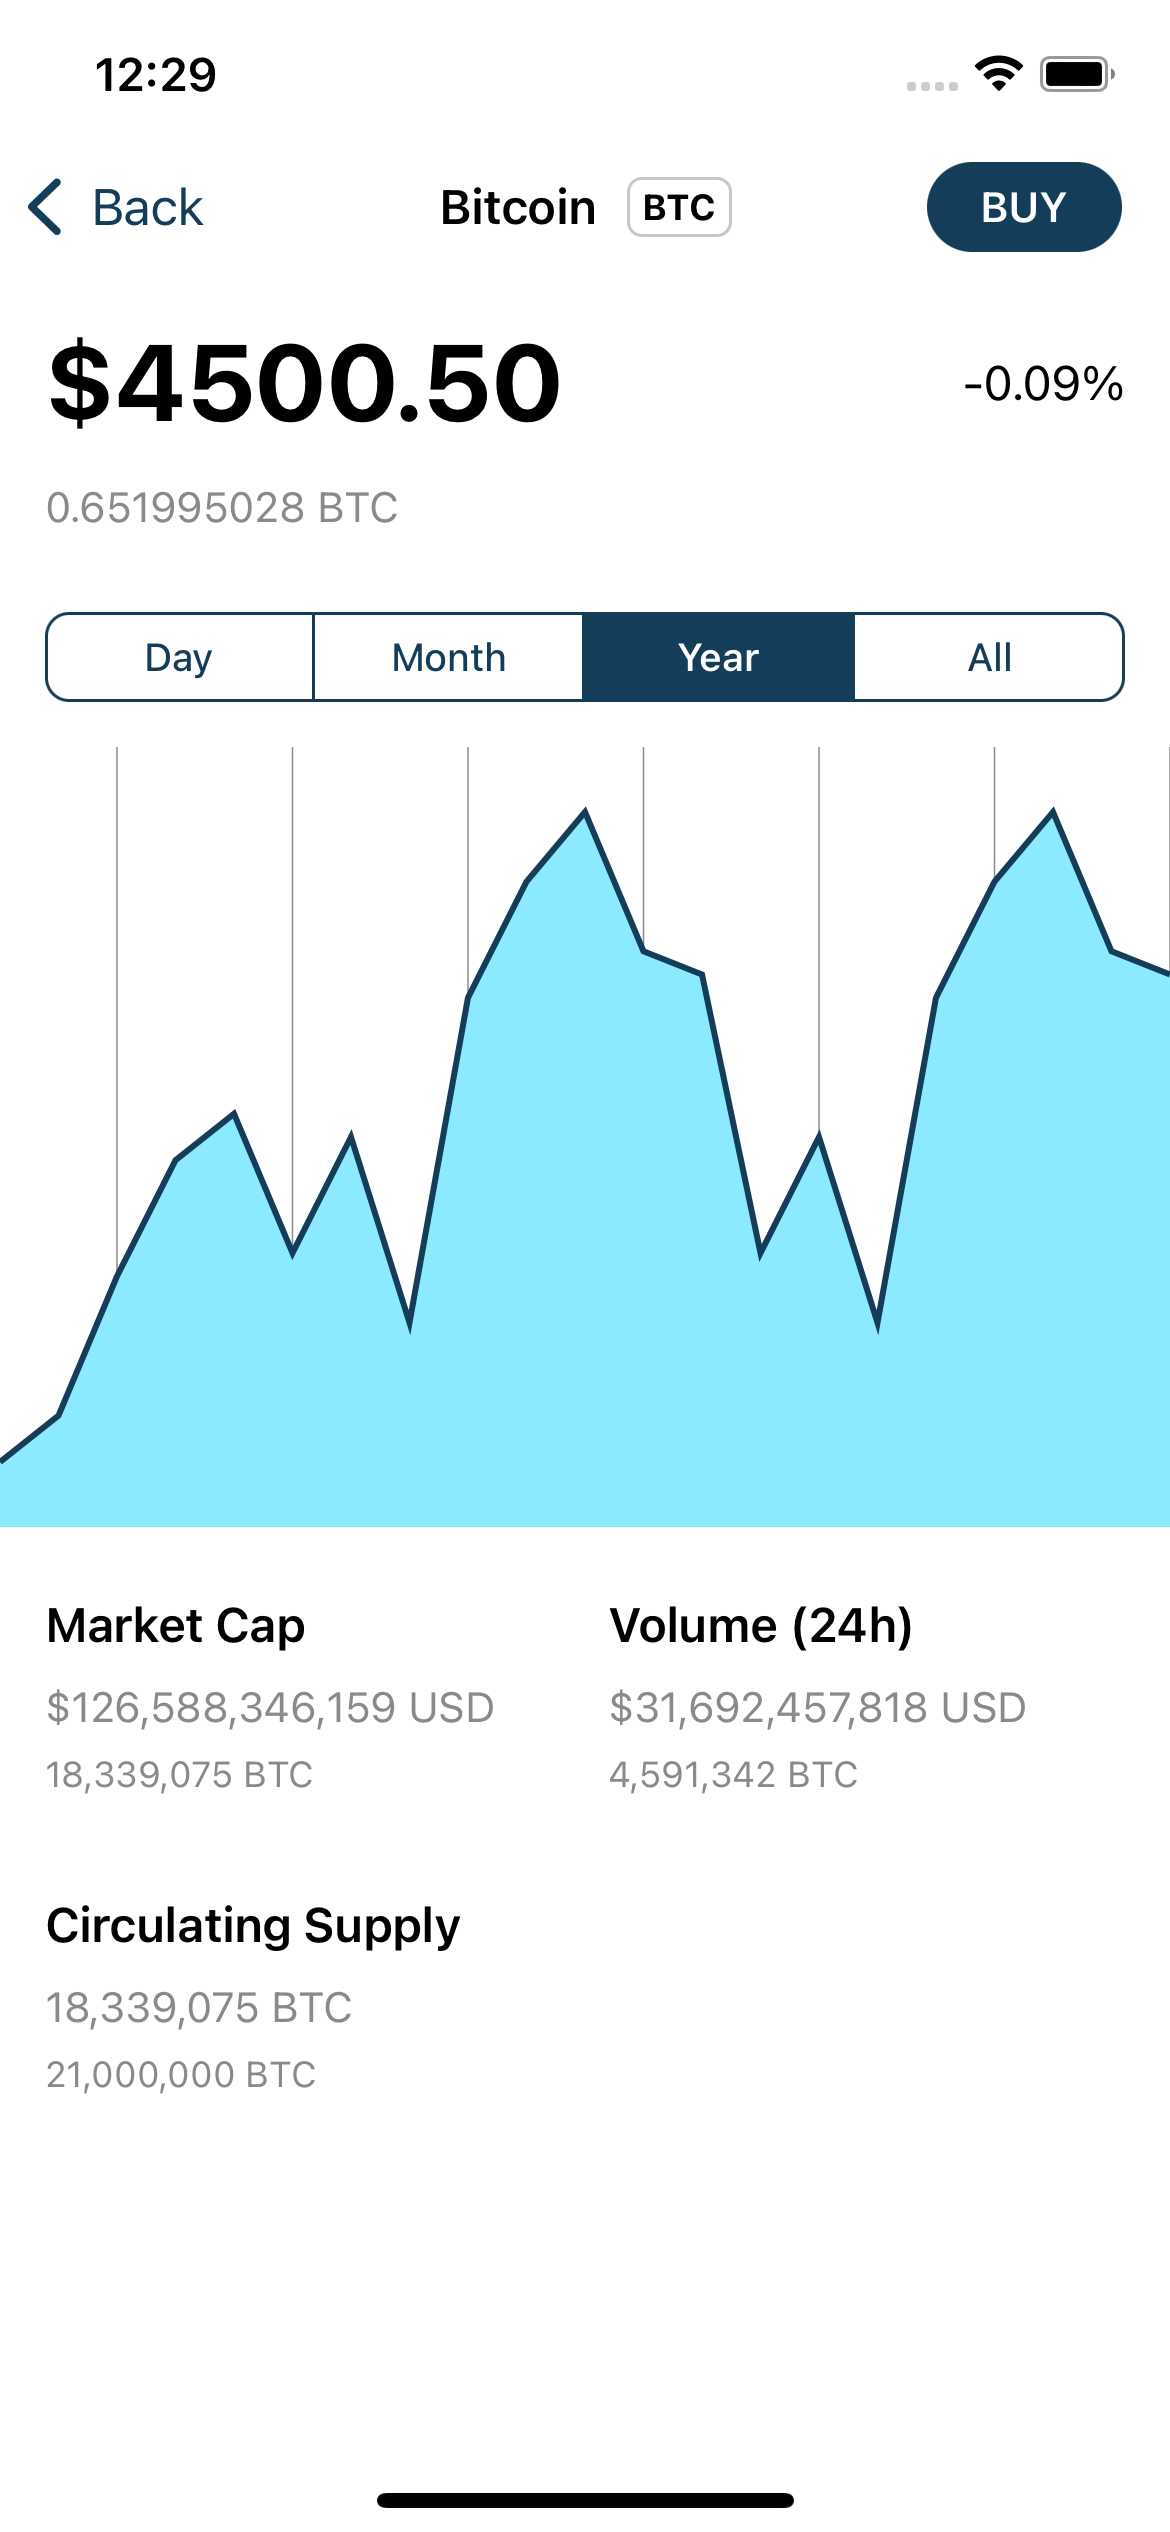 12:29
Back Bitcoin BTC BUY
$4500.50 -0.09%
0.651995028 BTC
Day Month Year All
Market Cap Volume (24h)
$126,588,346,159 USD $31,692,457,818 USD
18,339,075 BTC 4,591,342 BTC
Circulating Supply
18,339,075 BTC
21,000,000 BTC